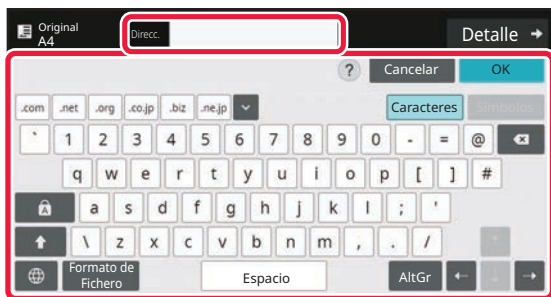 Original
A4
Direcc.
Detalle
?
Cancelar
OK
.com .net .org .co.jp .biz .ne.jp
Caracteres
Símbolos
` 1 2 3 4 5 6 7 8 9 0 - = @
q w e r t y u i o p [ ] #
A a s d f g h j k l ; '
\ z x c v b n m , . /
Formato de
Fichero
Espacio
AltGr